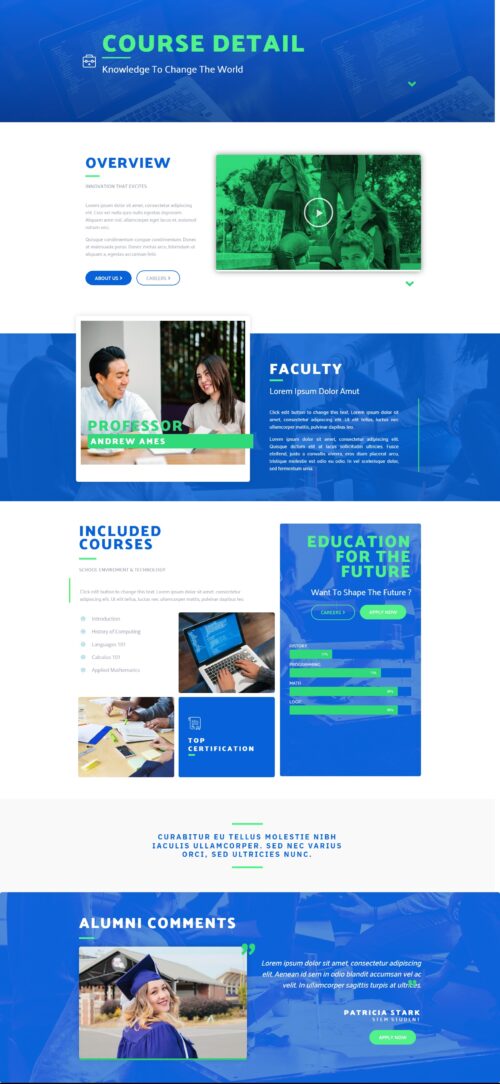 COURSE DETAIL
Knowledge To Change The World
OVERVIEW
INNOVATION THAT EXCITES
Lorem ipsum dolor sit amet, consectetur adipiscing
elit. Cras est nulla nulla egestas dignissim.
Aliquam amet
ullamcorper eget lacus et euismod
rutrum orci.
Quisque condimentum congue condimentum. Donec
et malesuada purus. Donec metus arcu, bibendum ut
aliquam a, egestas accumsan felis.
ABOUT US >
CAREERS >
PROFESSOR
ANDREW AMES
FACULTY
Lorem Ipsum Dolor Amut
Click edit button to change this text. Lorem ipsum dolor sit
amet, consectetur adipiscing elit. Ut elit tellus, luctus nec
ullamcorper mattis, pulvinar dapibus leo.
Lorem ipsum dolor sit amet, consectetur adipiscing elit.
Quisque dictum elit at lobortis bibendum. Fusce
eleifend, justo a convallis viverra, eros diam placerat arcu,
tristique molestie est odio eu odio. In vel scelerisque dolor,
sed fermentum urna.
INCLUDED
COURSES
SCHOOL ENVIROMENT & TECHNOLOGY
Click edit button to change this text. Lorem ipsum dolor sit amet, consectetur
adipiscing elit. Ut elit tellus, luctus nec ullamcorper mattis, pulvinar dapibus leo.
Introduction
History of Computing
Languages 101
Calculus 101
Applied Mathematics
TOP
CERTIFICATION
EDUCATION
FOR THE
FUTURE
Want To Shape The Future ?
CAREERS >
APPLY NOW
HISTORY
PROGRAMMING
MATH
LOGIC
CURABITUR EU TELLUS MOLESTIE NIBH
IACULIS ULLAMCORPER. SED NEC VARIUS
ORCI, SED ULTRICIES NUNC.
ALUMNI COMMENTS
Lorem ipsum dolor sit amet, consectetur adipiscing
elit. Aenean id sem in odio blandit accumsan vel ac
velit. In ullamcorper sagittis turpis at ultrices.
PATRICIA STARK
STEM STUDENT
APPLY NOW